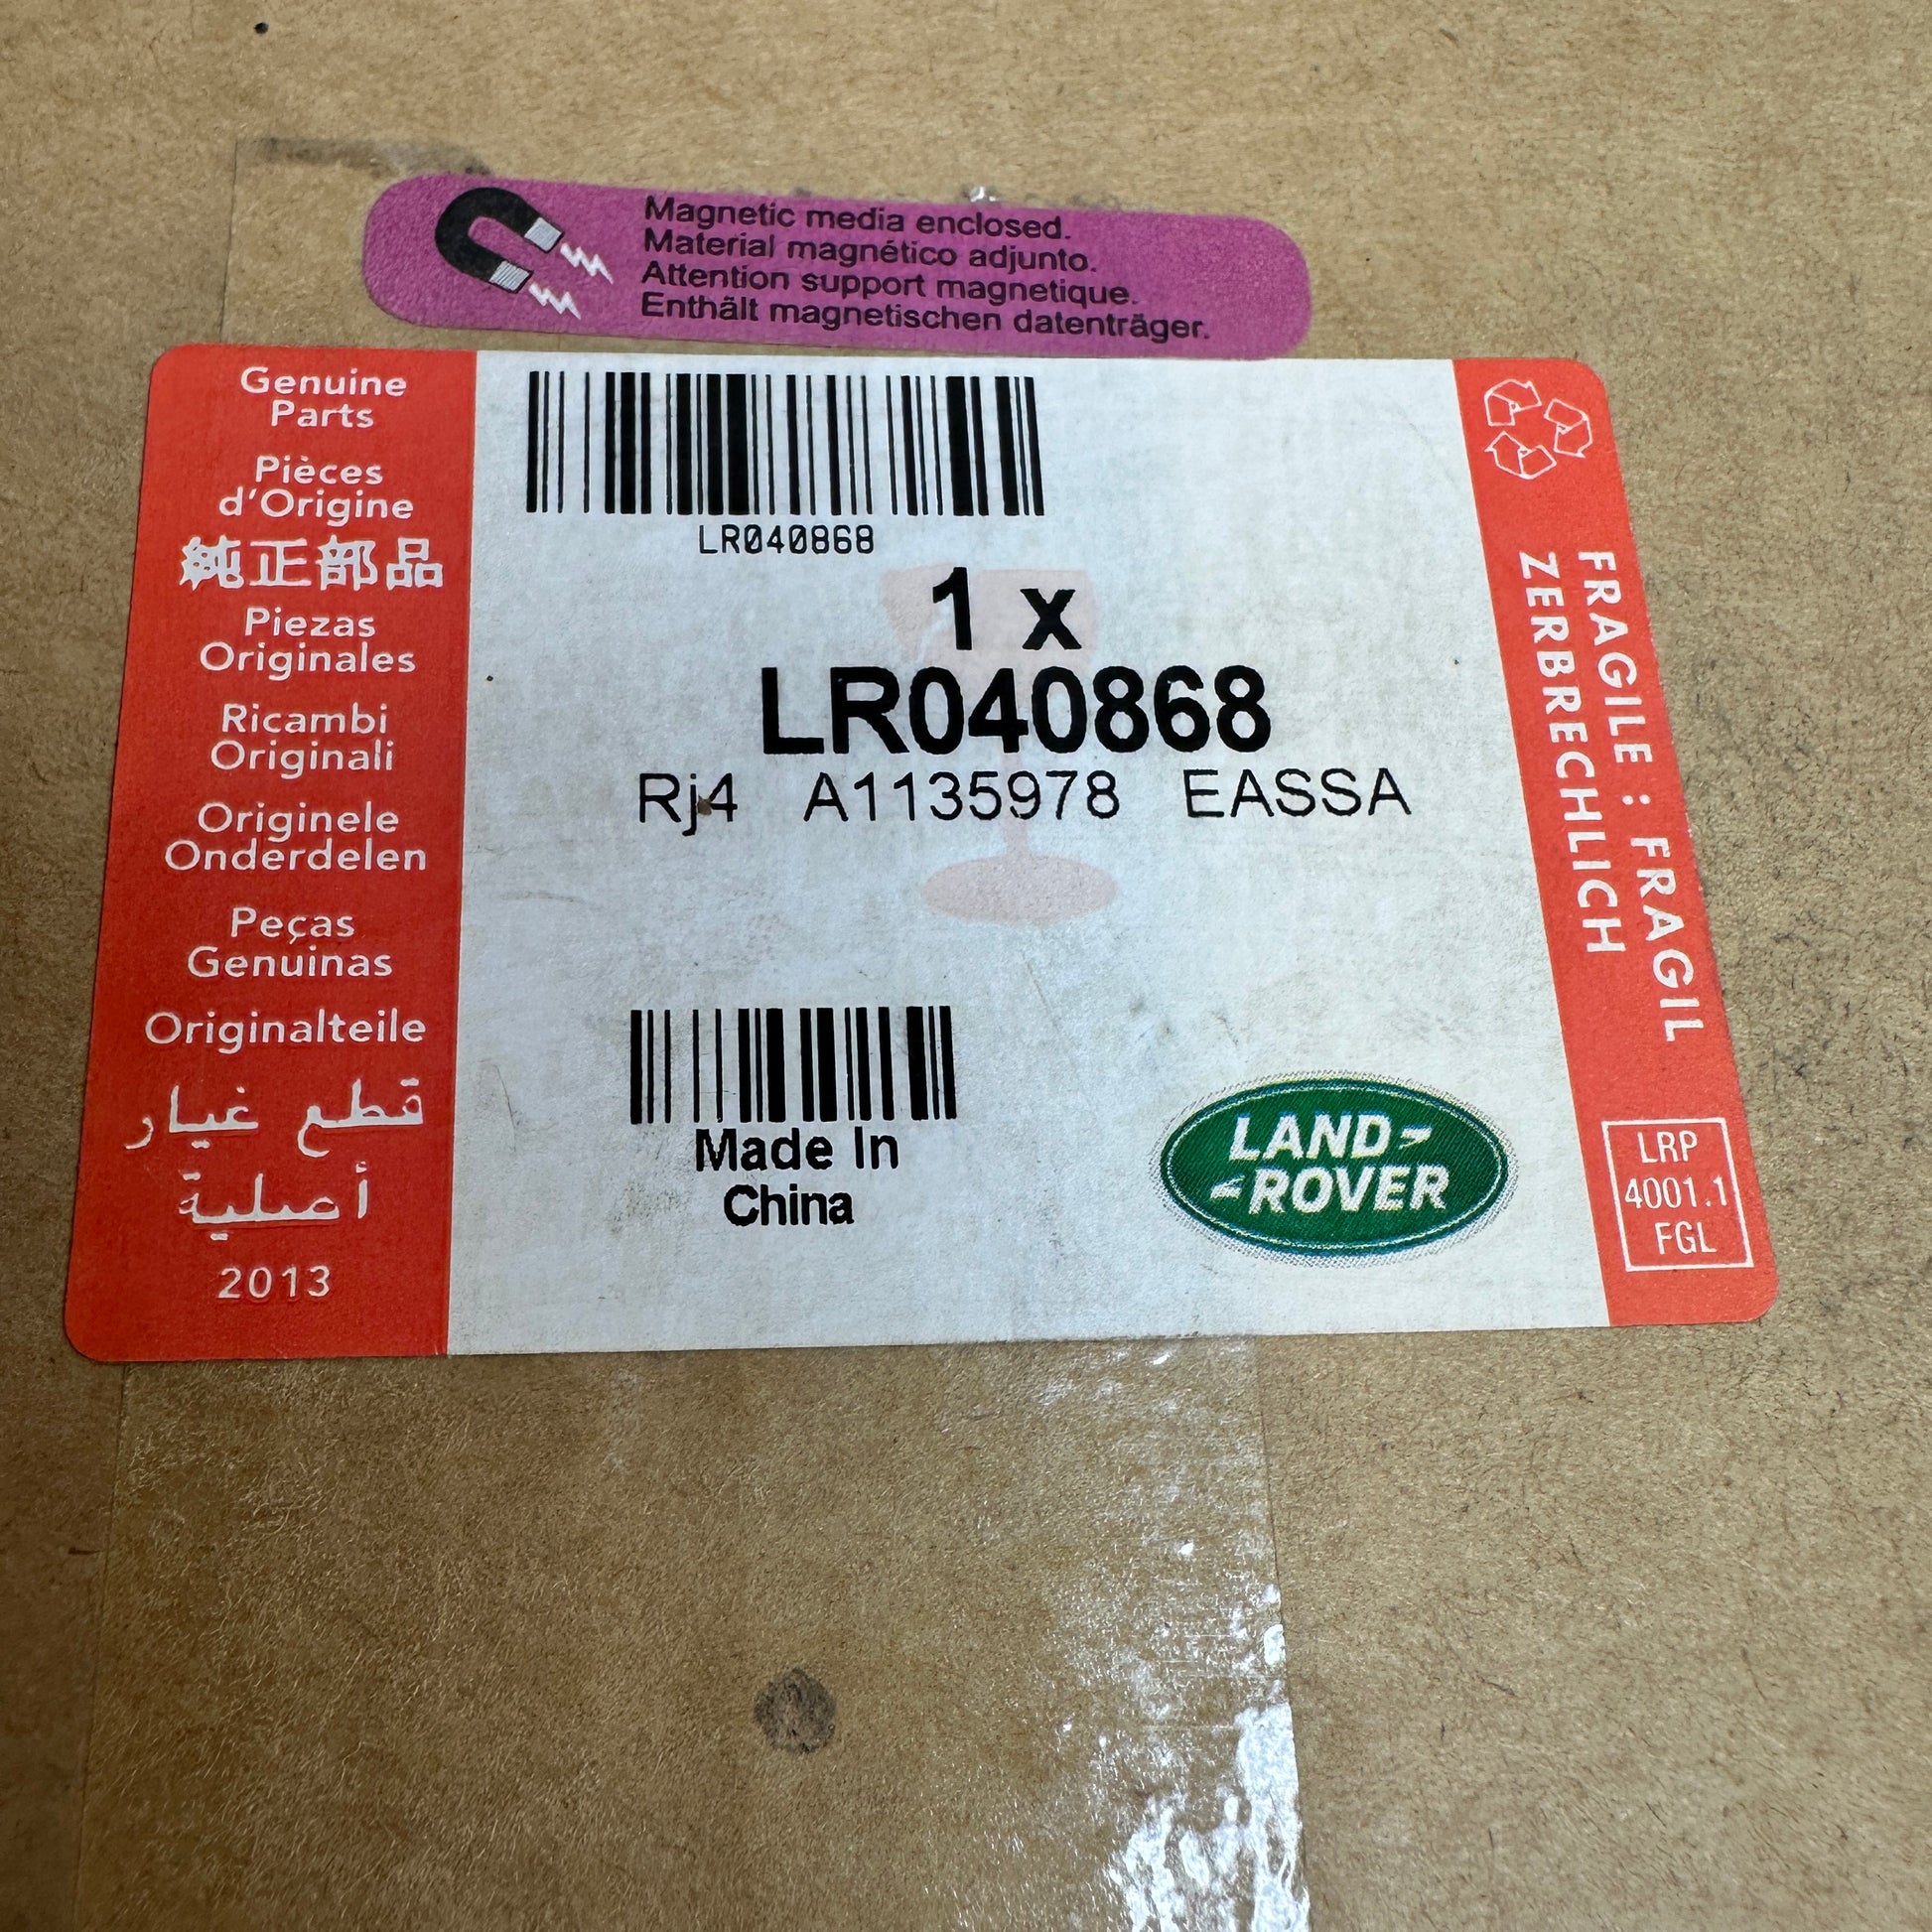 Magnetic media enclosed.
Material magnético adjunto.
Attention support magnetique.
Enthält magnetischen datenträger.
Genuine
Parts
Pièces
d'Origine
純正部品
Piezas
Originales
Ricambi
Originali
Originele
Onderdelen
Peças
Genuinas
Originalteile
قطع غيار
أصلية
2013
LR040868
1 x
LR040868
Rj4 A1135978 EASSA
Made In
China
LAND
ROVER
FRAGILE : FRAGIL
ZERBRECHLICH
LRP
4001.1
FGL